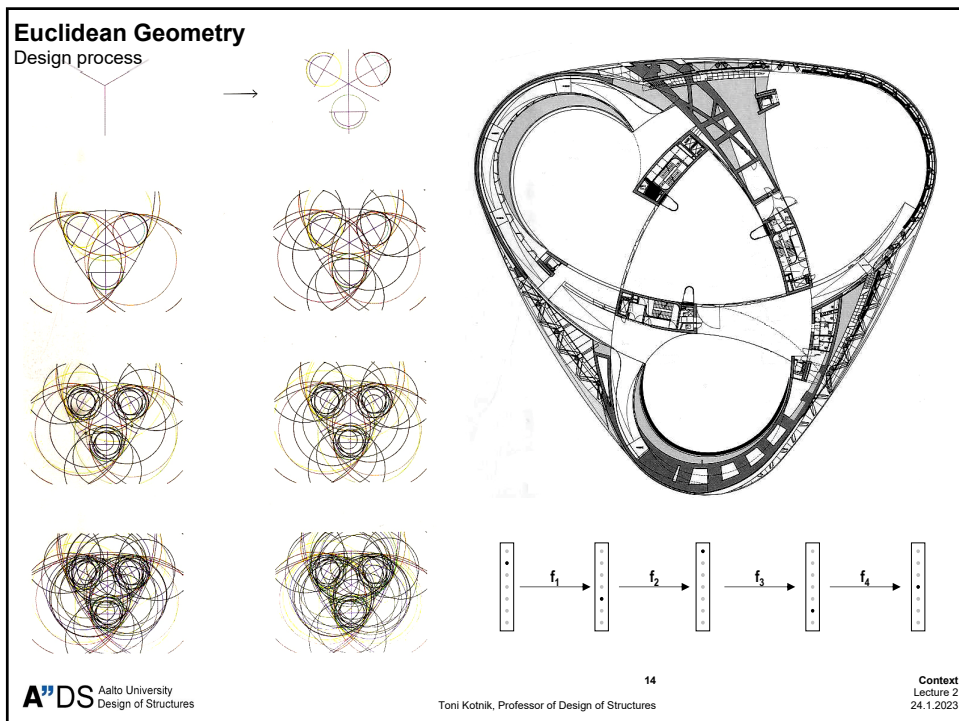 Euclidean Geometry
Design process
f1
f2
f3
f4
A”DS Aalto University
Design of Structures
14
Toni Kotnik, Professor of Design of Structures
Context
Lecture 2
24.1.2023